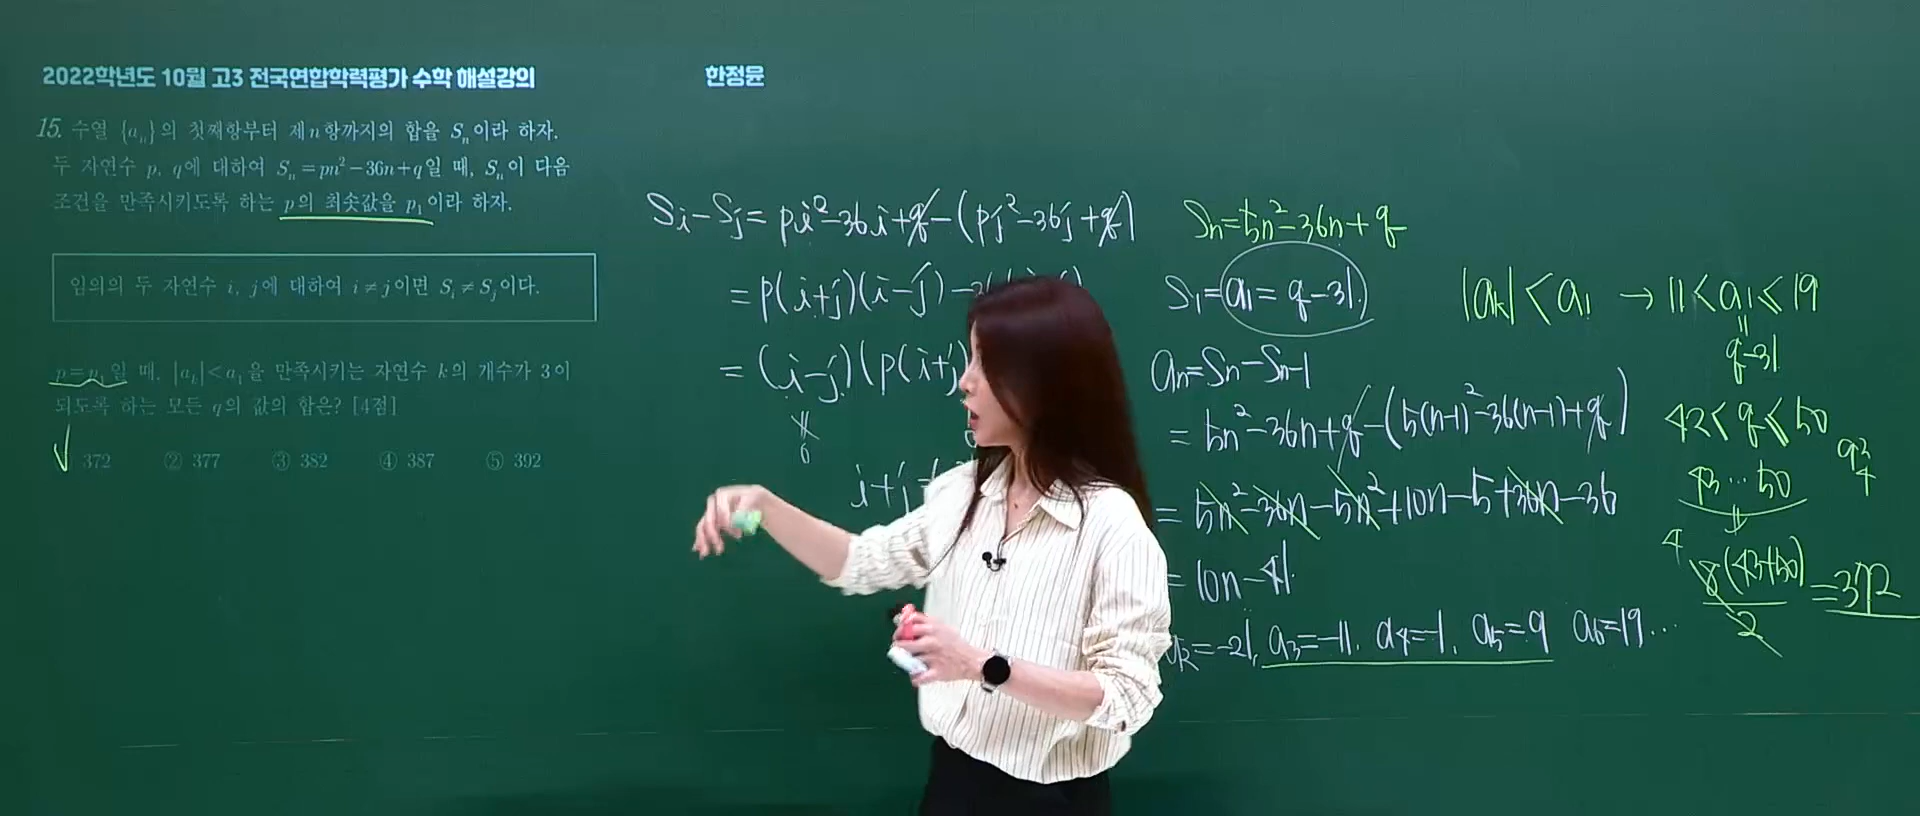 2022학년도 10월 고3 전국연합학력평가 수학 해설강의
한정윤
15. 수열 {aₙ}의 첫째항부터 제n항까지의 합을 Sₙ이라 하자.
두 자연수 p, q에 대하여 Sₙ=pn²-36n+q일 때, Sₙ이 다음
조건을 만족시키도록 하는 p의 최솟값을 p₁이라 하자.
임의의 두 자연수 i, j에 대하여 i≠j이면 Sᵢ≠Sⱼ이다.
p=p₁일 때, |aₖ|<a₁을 만족시키는 자연수 k의 개수가 3이
되도록 하는 모든 q의 값의 합은? [4점]
372 ② 377 ③ 382 ④ 387 ⑤ 392
Si-Sj= pi²-36i+q-(pj²-36j+q)
=p(i+j)(i-j)-
=(i-j)(p(i+j)
i+j
Sn=5n²-36n+q
S1=a1=q-31.
an=Sn-Sn-1
=5n²-36n+q-(5(n-1)²-36(n-1)+q)
=5n²-36n-5n²+10n-5+36n-36
=10n-41.
=-21, a3=-11. a4=-1, a5=9 a6=19...
|ak|<a1 → 11<a1≤19
q-31
42<q≤50
43...50
4
8(43+50)
2
=372